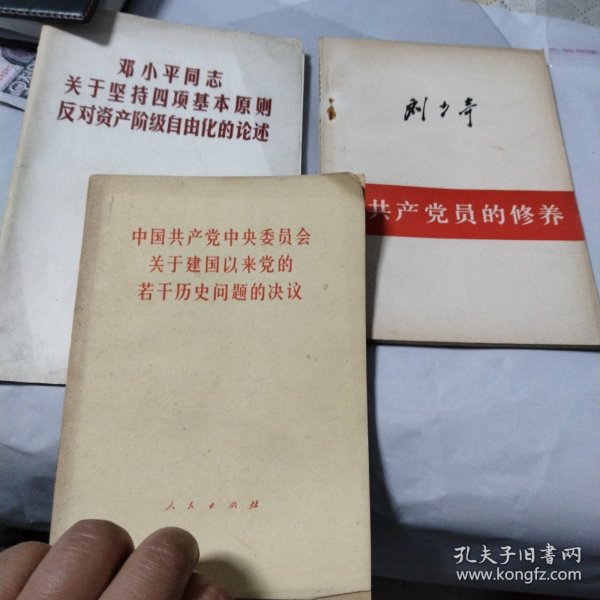 邓小平同志
关于坚持四项基本原则
反对资产阶级自由化的论述
刘少奇
共产党员的修养
中国共产党中央委员会
关于建国以来党的
若干历史问题的决议
人民出版社
孔夫子旧书网
www.kongfz.com